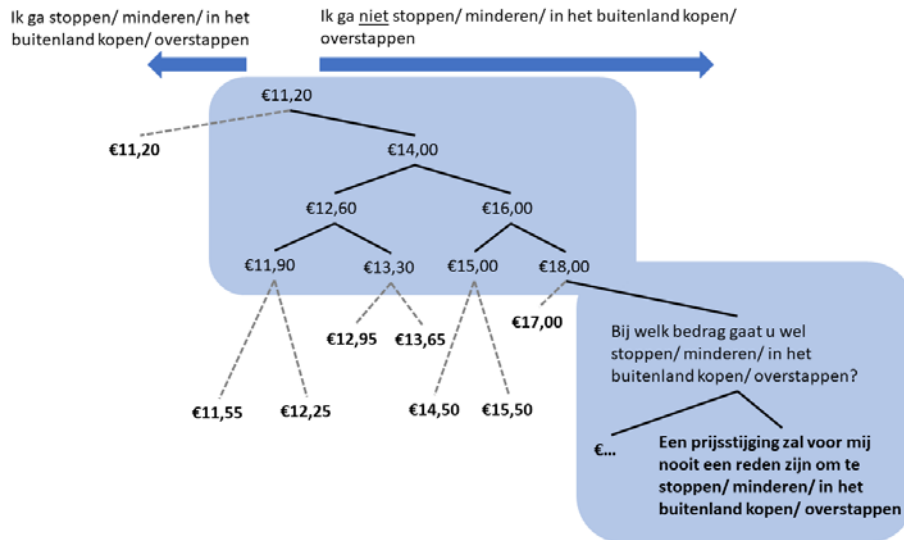 Ik ga stoppen/ minderen/ in het
buitenland kopen/ overstappen
Ik ga niet stoppen/ minderen/ in het buitenland kopen/
overstappen
€11,20
€11,20
€14,00
€12,60
€16,00
€11,90
€13,30
€15,00
€18,00
€12,95
€13,65
€17,00
€11,55
€12,25
€14,50
€15,50
Bij welk bedrag gaat u wel
stoppen/ minderen/ in het
buitenland kopen/ overstappen?
€...
Een prijsstijging zal voor mij
nooit een reden zijn om te
stoppen/ minderen/ in het
buitenland kopen/ overstappen